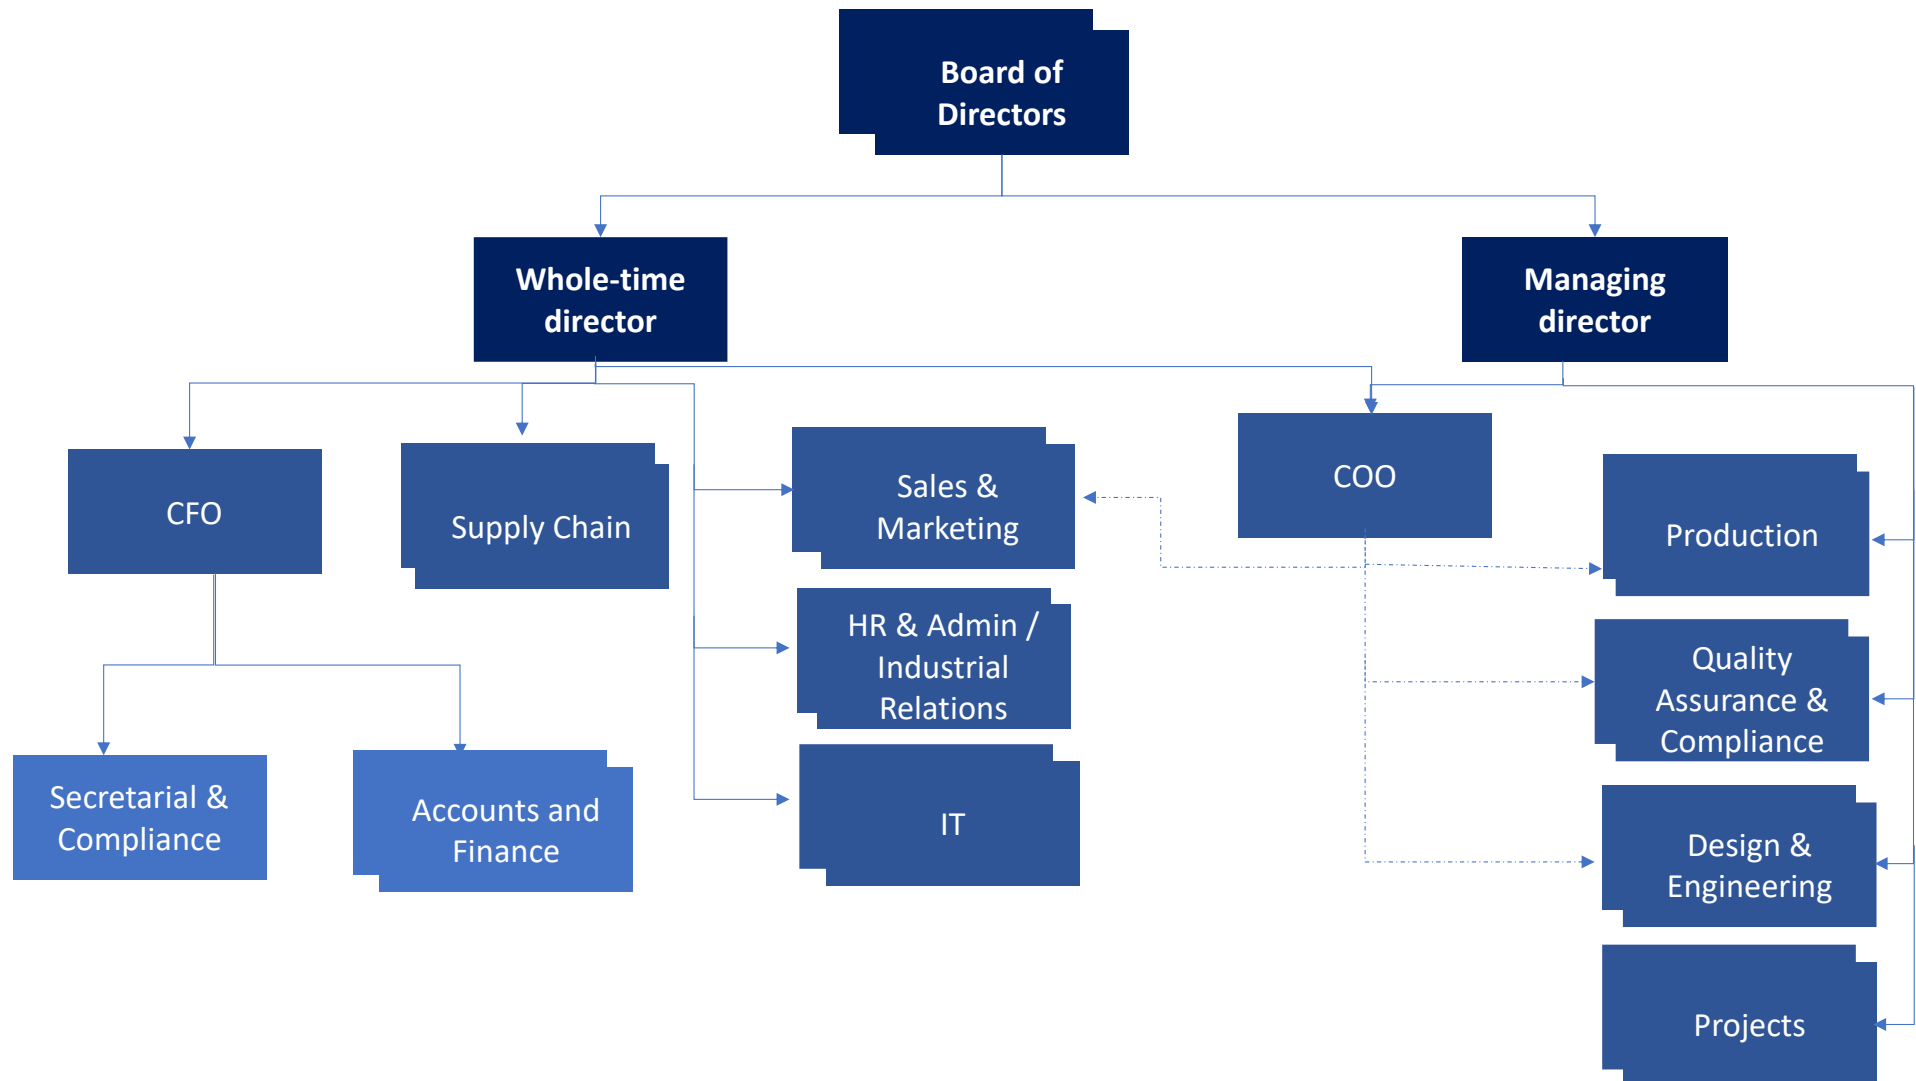 Board of
Directors
Whole-time
director
Managing
director
CFO
Supply Chain
Sales &
Marketing
COO
Production
HR & Admin /
Industrial
Relations
Quality
Assurance &
Compliance
Secretarial &
Compliance
Accounts and
Finance
IT
Design &
Engineering
Projects